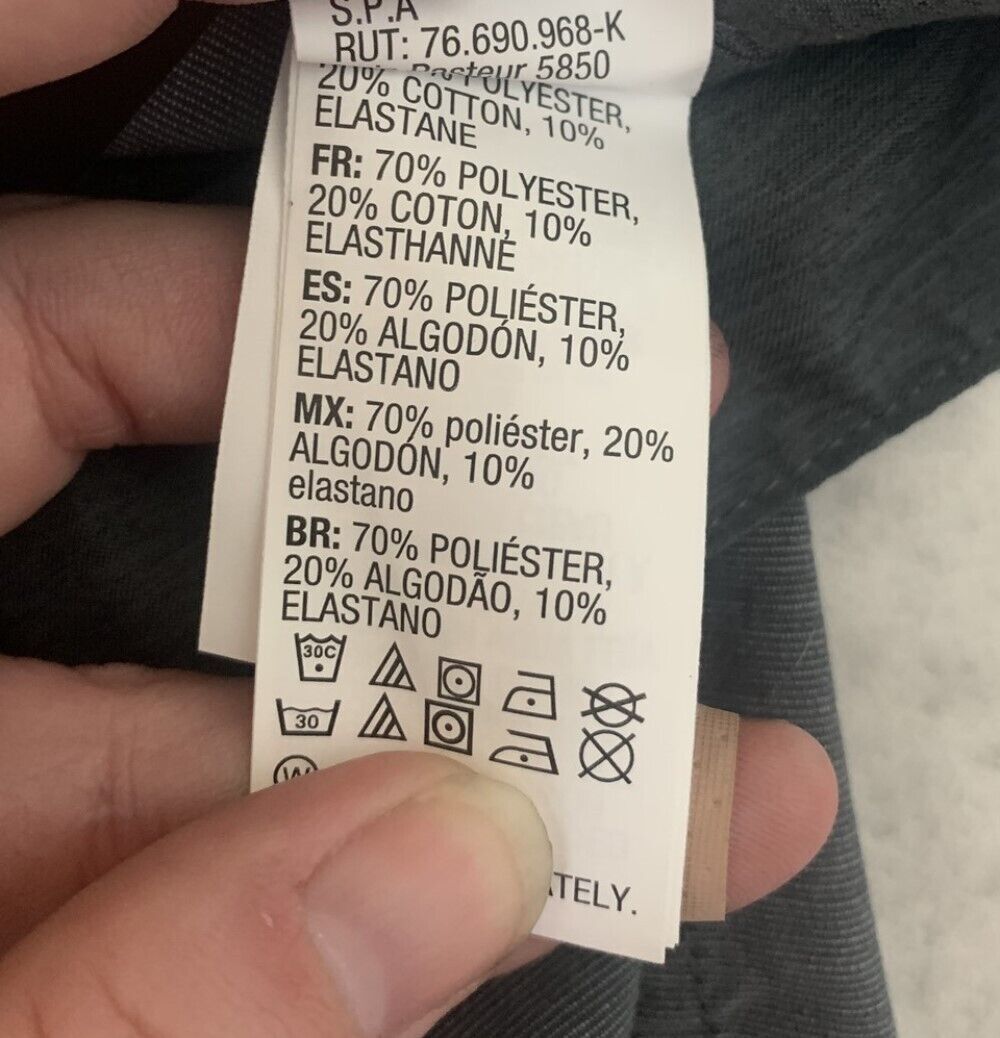 S.P.A
RUT: 76.690.968-K
Pasteur 5850
POLYESTER,
20% COTTON, 10%
ELASTANE
FR: 70% POLYESTER,
20% COTON, 10%
ELASTHANNE
ES: 70% POLIÉSTER,
20% ALGODÓN, 10%
ELASTANO
MX: 70% poliéster, 20%
ALGODÓN, 10%
elastano
BR: 70% POLIÉSTER,
20% ALGODÃO, 10%
ELASTANO
30C
30
W
TELY.